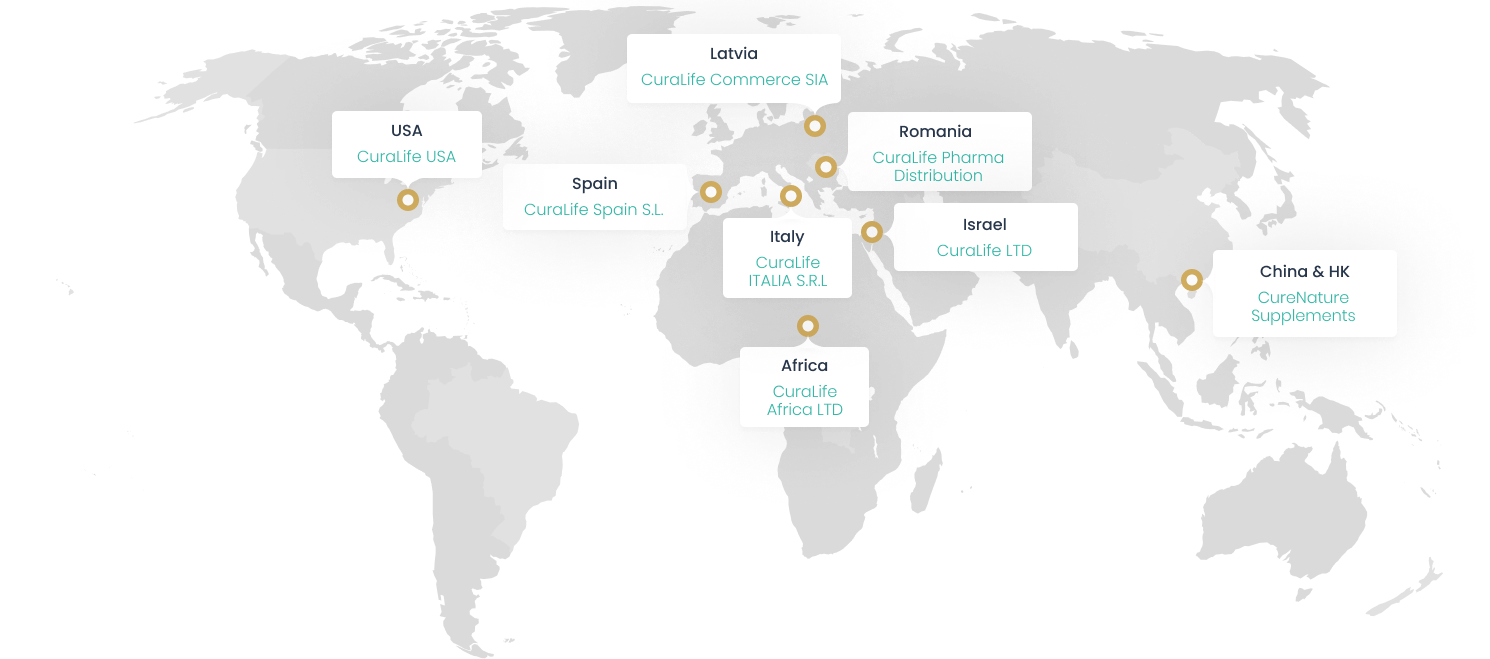 Latvia
CuraLife Commerce SIA
USA
CuraLife USA
Romania
CuraLife Pharma
Distribution
Spain
CuraLife Spain S.L.
Italy
CuraLife
ITALIA S.R.L
Israel
CuraLife LTD
China & HK
CureNature
Supplements
Africa
CuraLife
Africa LTD